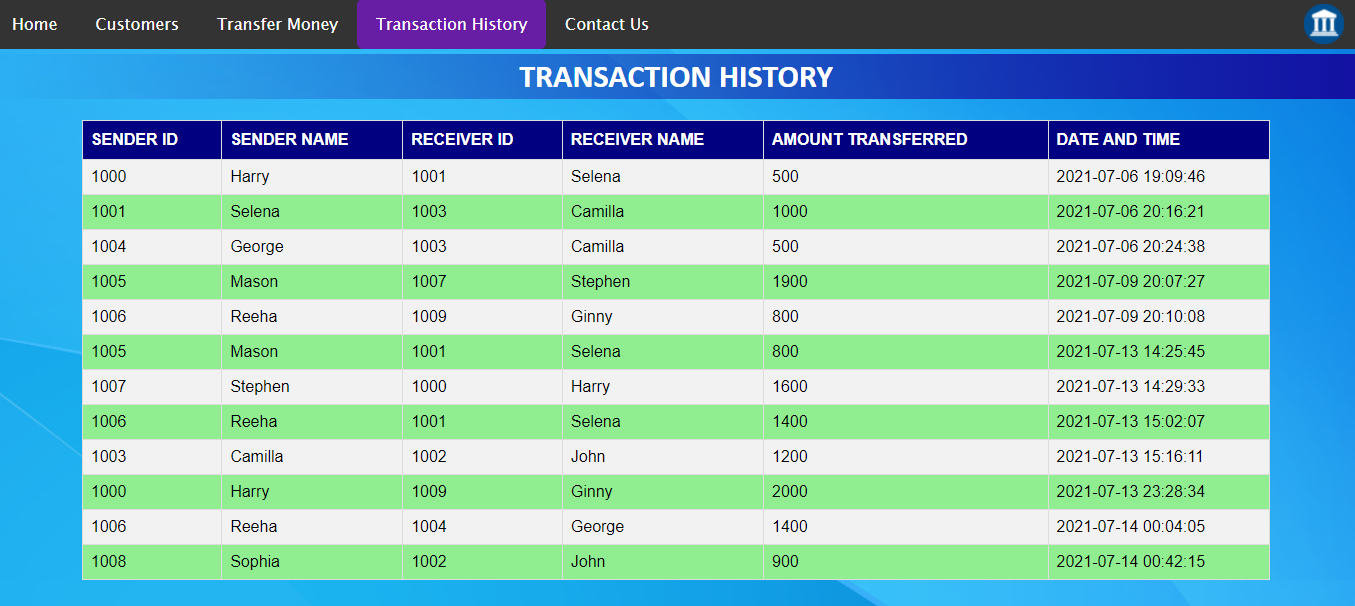 Home Customers Transfer Money Transaction History Contact Us
TRANSACTION HISTORY
SENDER ID SENDER NAME RECEIVER ID RECEIVER NAME AMOUNT TRANSFERRED DATE AND TIME
1000 Harry 1001 Selena 500 2021-07-06 19:09:46
1001 Selena 1003 Camilla 1000 2021-07-06 20:16:21
1004 George 1003 Camilla 500 2021-07-06 20:24:38
1005 Mason 1007 Stephen 1900 2021-07-09 20:07:27
1006 Reeha 1009 Ginny 800 2021-07-09 20:10:08
1005 Mason 1001 Selena 800 2021-07-13 14:25:45
1007 Stephen 1000 Harry 1600 2021-07-13 14:29:33
1006 Reeha 1001 Selena 1400 2021-07-13 15:02:07
1003 Camilla 1002 John 1200 2021-07-13 15:16:11
1000 Harry 1009 Ginny 2000 2021-07-13 23:28:34
1006 Reeha 1004 George 1400 2021-07-14 00:04:05
1008 Sophia 1002 John 900 2021-07-14 00:42:15